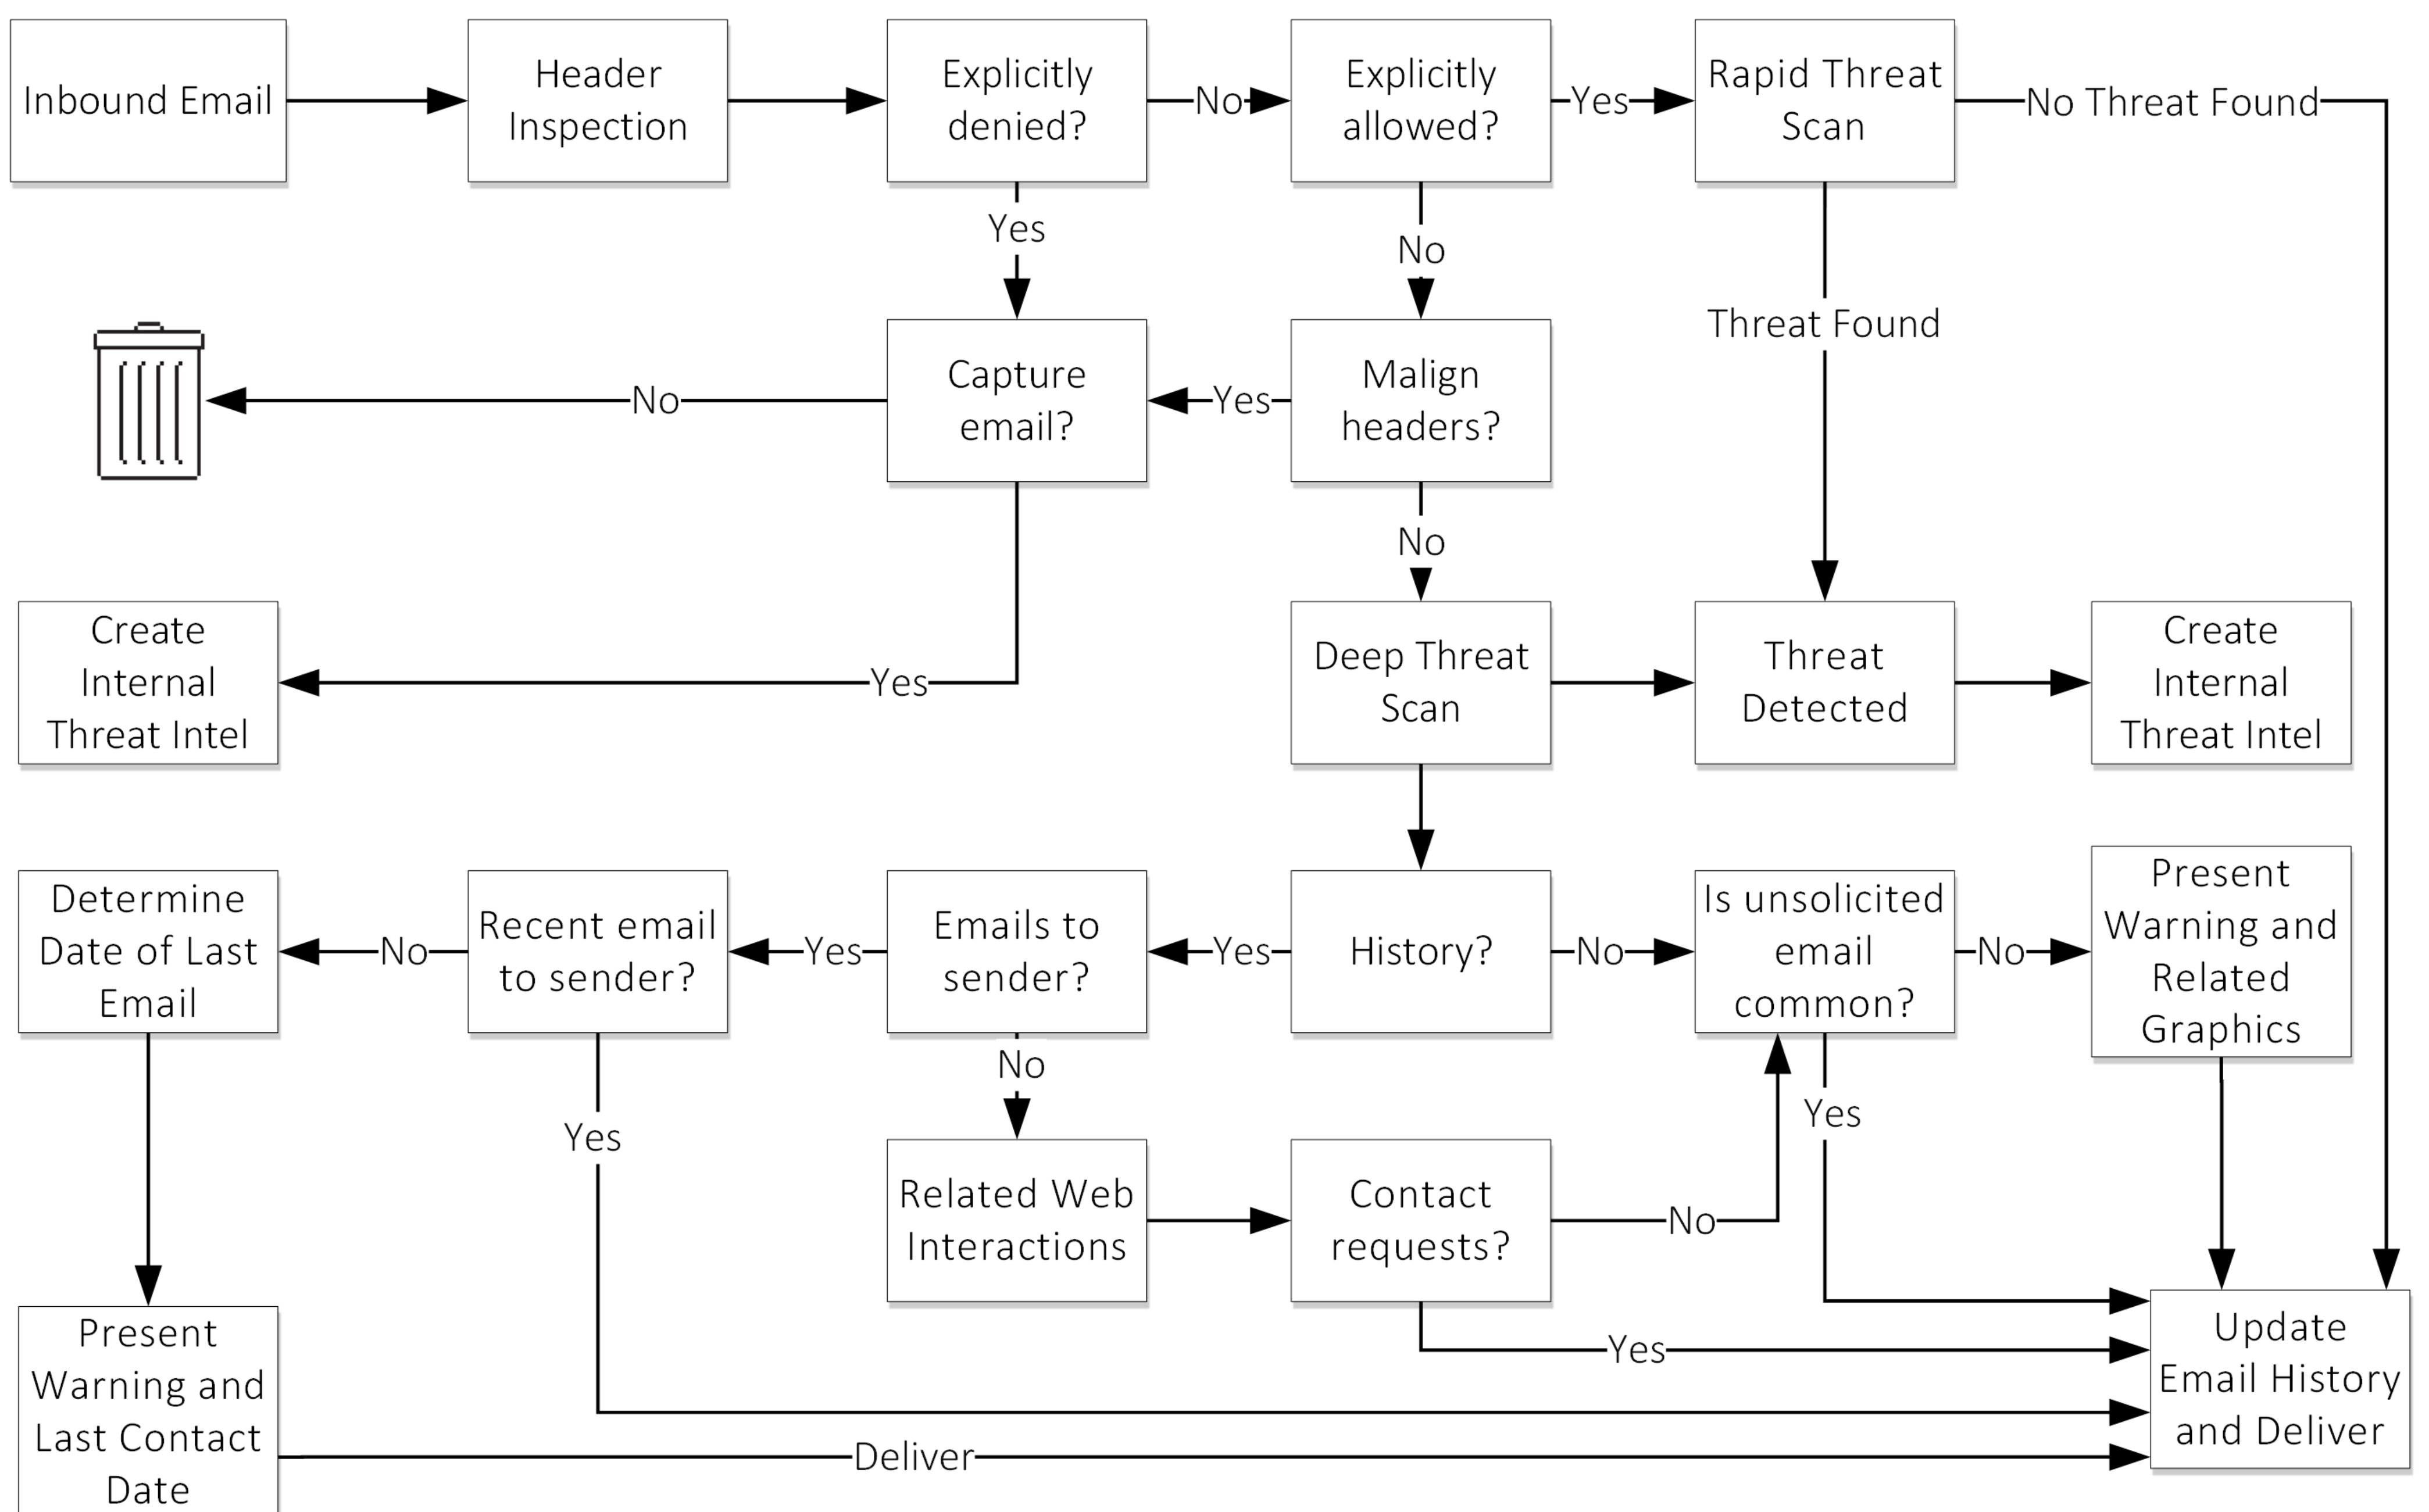 Inbound Email
Header
Inspection
Explicitly
denied?
No
Explicitly
allowed?
Yes
Rapid Threat
Scan
No Threat Found
Yes
No
Threat Found
No
Capture
email?
Yes
Malign
headers?
No
Create
Internal
Threat Intel
Yes
Deep Threat
Scan
Threat
Detected
Create
Internal
Threat Intel
Determine
Date of Last
Email
No
Recent email
to sender?
Yes
Emails to
sender?
Yes
History?
No
Is unsolicited
email
common?
No
Present
Warning and
Related
Graphics
No
Yes
Yes
Related Web
Interactions
Contact
requests?
No
Present
Warning and
Last Contact
Date
Yes
Deliver
Update
Email History
and Deliver